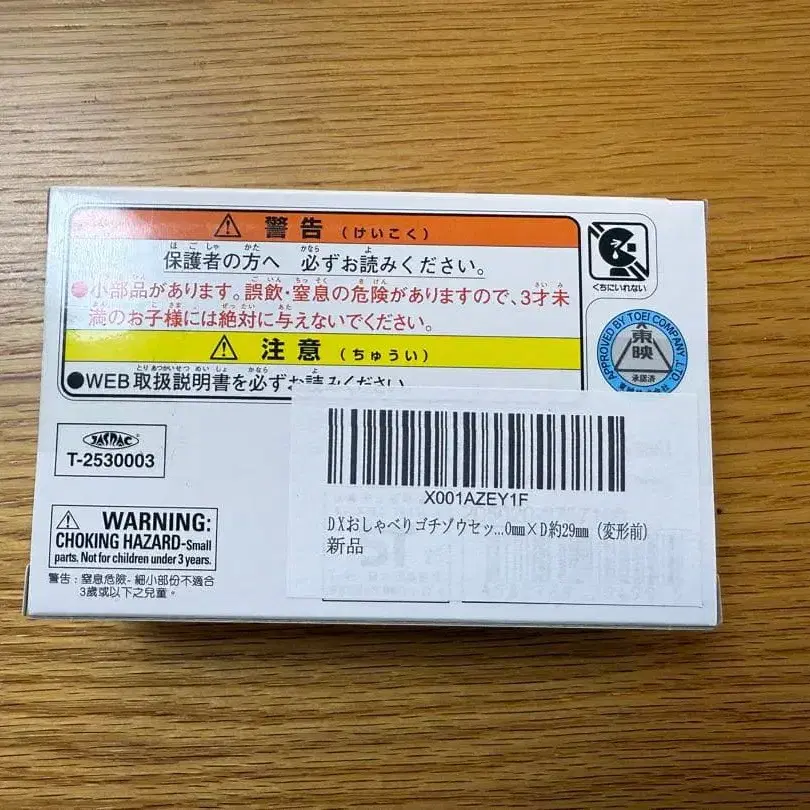 警告（けいこく）
保護者の方へ 必ずお読みください。
●小部品があります。誤飲・窒息の危険がありますので、3才未
満のお子様には絶対に与えないでください。
注意（ちゅうい）
●WEB取扱説明書を必ずお読みください
くちにいれない
APPROVED BY TOEI COMPANY, LTD
東映
承認済
JASRAC
T-2530003
WARNING:
CHOKING HAZARD-Small
parts. Not for children under 3 years.
警告：窒息危險-細小部份不適合
3歲或以下之兒童。
X001AZEY1F
DXおしゃべりゴチゾウセッ...0mm×D約29mm (変形前)
新品